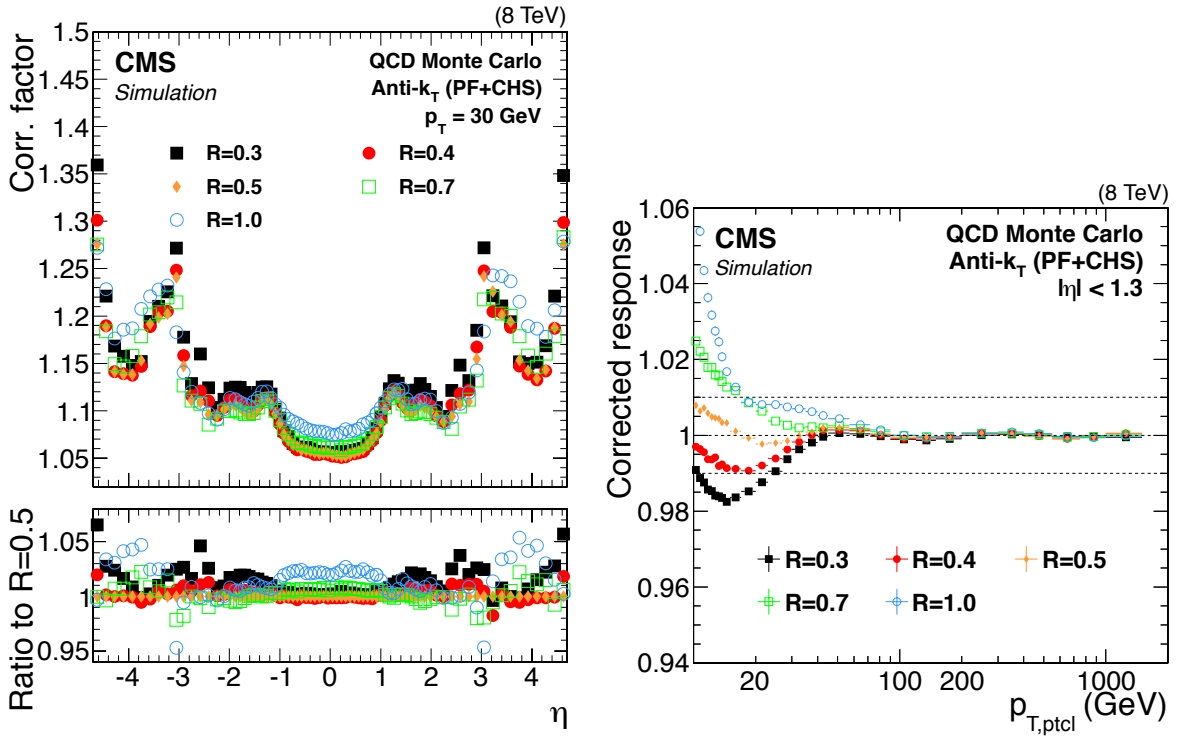 (8 TeV)
CMS
Simulation
QCD Monte Carlo
Anti-kT (PF+CHS)
pT = 30 GeV
R=0.3
R=0.4
R=0.5
R=0.7
R=1.0
Corr. factor
1.5
1.45
1.4
1.35
1.3
1.25
1.2
1.15
1.1
1.05
Ratio to R=0.5
1.05
1
0.95
-4 -3 -2 -1 0 1 2 3 4
η
(8 TeV)
CMS
Simulation
QCD Monte Carlo
Anti-kT (PF+CHS)
|η| < 1.3
Corrected response
1.06
1.04
1.02
1
0.98
0.96
0.94
R=0.3
R=0.4
R=0.5
R=0.7
R=1.0
20 100 200 1000
pT,ptcl (GeV)